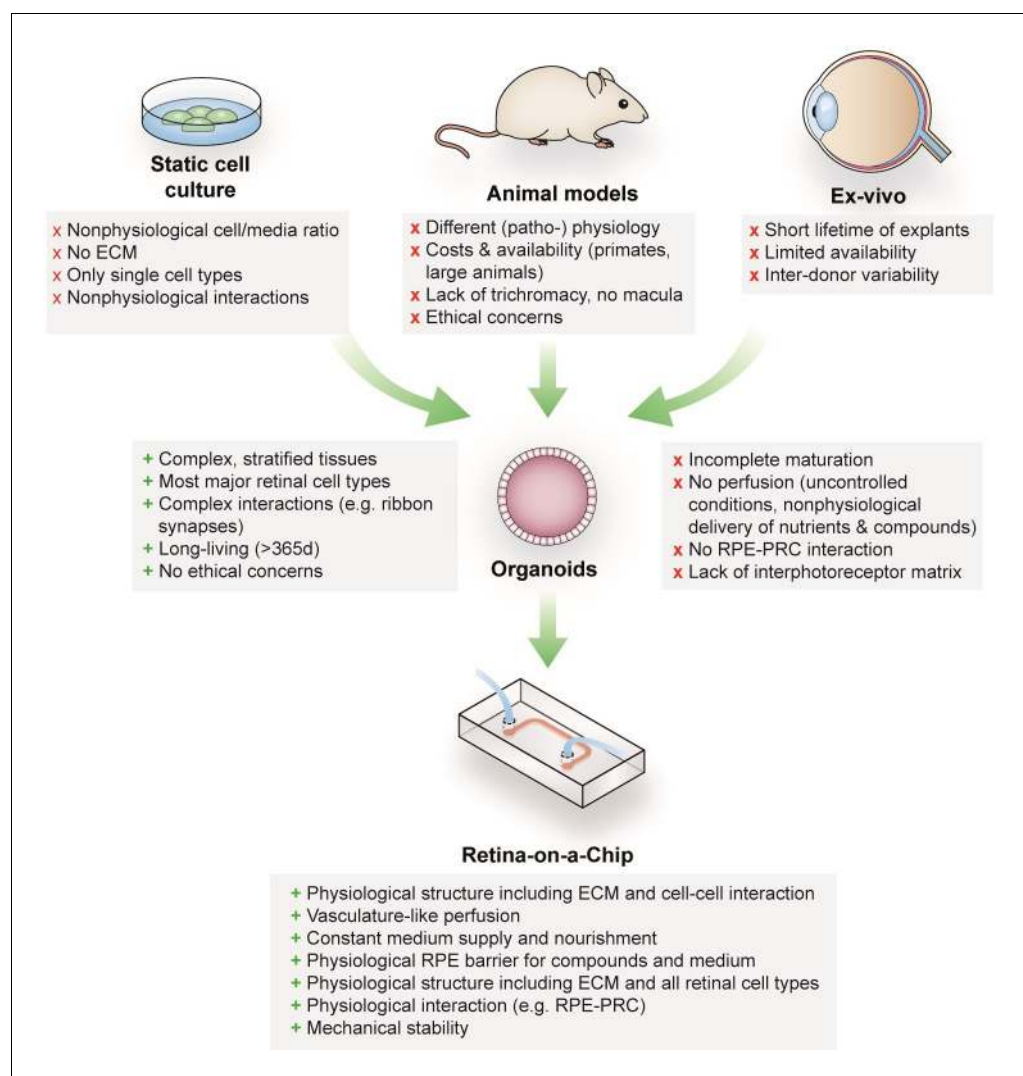 Static cell
culture
x Nonphysiological cell/media ratio
x No ECM
x Only single cell types
x Nonphysiological interactions
Animal models
x Different (patho-) physiology
x Costs & availability (primates,
large animals)
x Lack of trichromacy, no macula
x Ethical concerns
Ex-vivo
x Short lifetime of explants
x Limited availability
x Inter-donor variability
+ Complex, stratified tissues
+ Most major retinal cell types
+ Complex interactions (e.g. ribbon
synapses)
+ Long-living (>365d)
+ No ethical concerns
Organoids
x Incomplete maturation
x No perfusion (uncontrolled
conditions, nonphysiological
delivery of nutrients & compounds)
x No RPE-PRC interaction
x Lack of interphotoreceptor matrix
Retina-on-a-Chip
+ Physiological structure including ECM and cell-cell interaction
+ Vasculature-like perfusion
+ Constant medium supply and nourishment
+ Physiological RPE barrier for compounds and medium
+ Physiological structure including ECM and all retinal cell types
+ Physiological interaction (e.g. RPE-PRC)
+ Mechanical stability